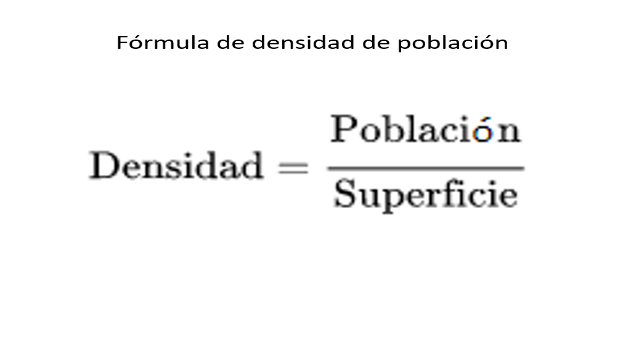 Fórmula de densidad de población
Población
Densidad =
Superficie